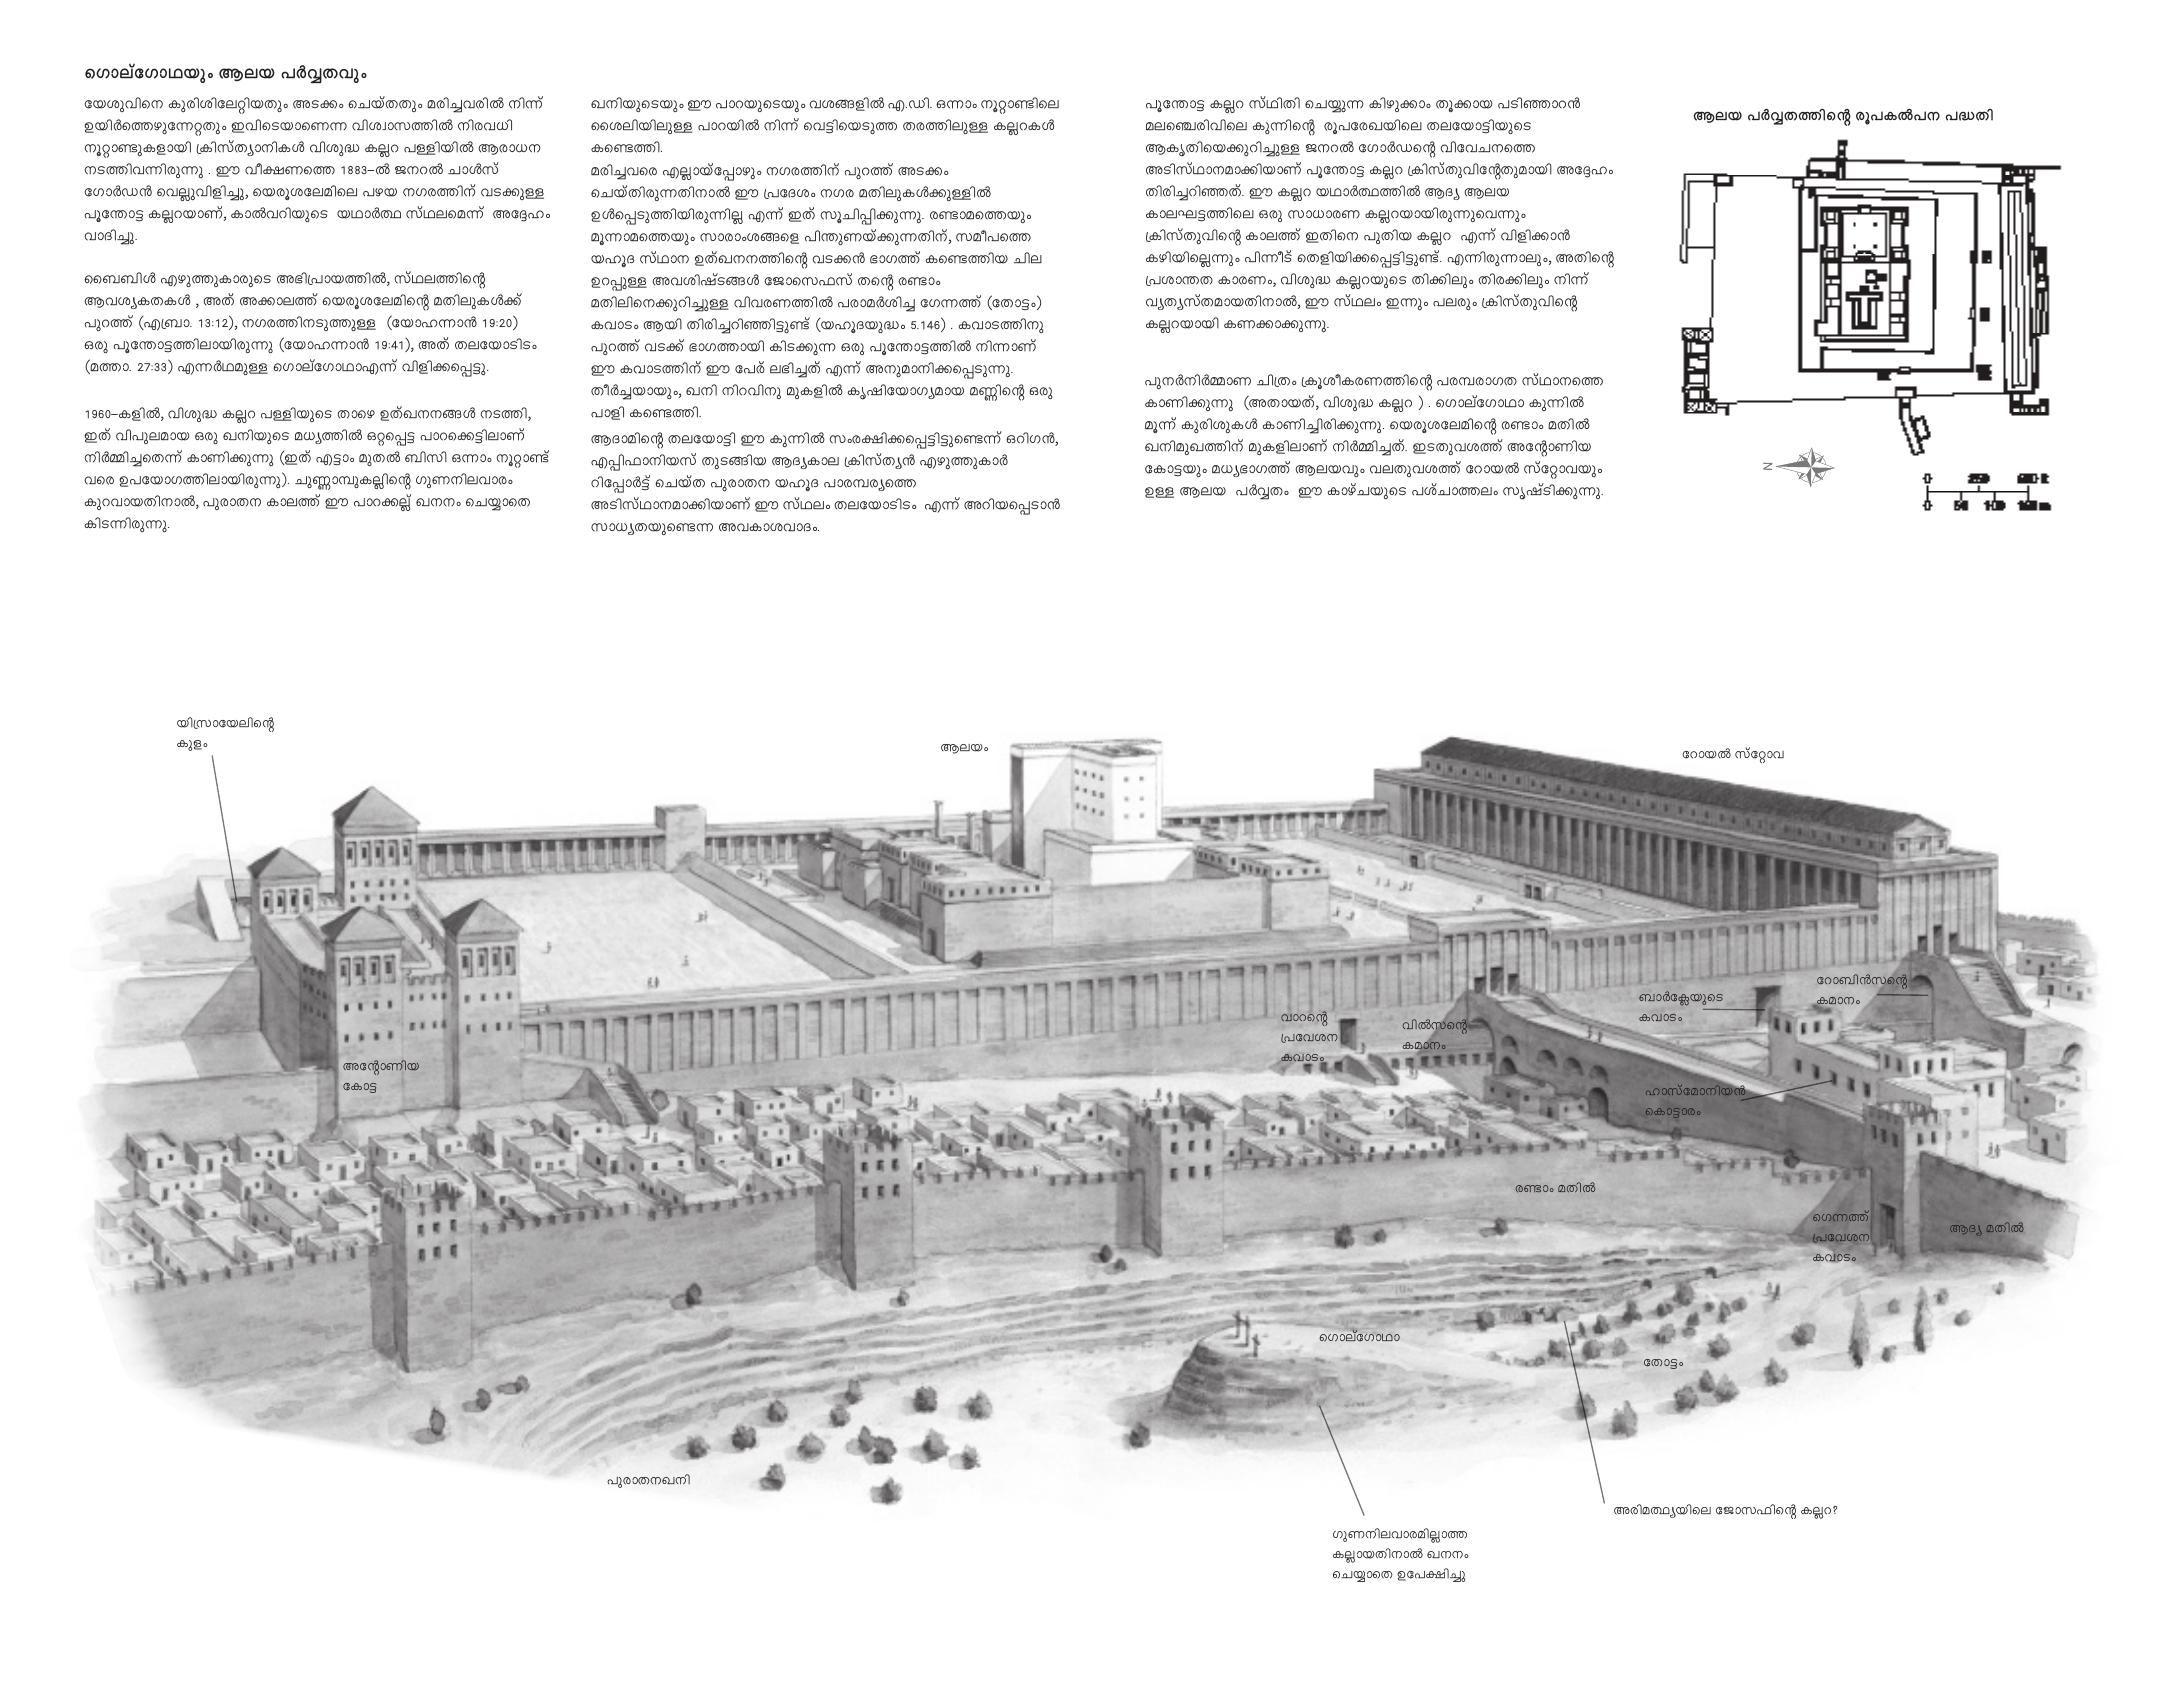 ഗൊല്ഗോഥയും ആലയ പർവ്വതവും
യേശുവിനെ കുരിശിലേറ്റിയതും അടക്കം ചെയ്തതും മരിച്ചവരിൽ നിന്ന്
ഉയിർത്തെഴുന്നേറ്റതും ഇവിടെയാണെന്ന വിശ്വാസത്തിൽ നിരവധി
നൂറ്റാണ്ടുകളായി ക്രിസ്ത്യാനികൾ വിശുദ്ധ കല്ലറ പള്ളിയിൽ ആരാധന
നടത്തിവന്നിരുന്നു . ഈ വീക്ഷണത്തെ 1883-ൽ ജനറൽ ചാൾസ്
ഗോർഡൻ വെല്ലുവിളിച്ചു, യെരൂശലേമിലെ പഴയ നഗരത്തിന് വടക്കുള്ള
പൂന്തോട്ട കല്ലറയാണ്, കാൽവറിയുടെ യഥാർത്ഥ സ്ഥലമെന്ന് അദ്ദേഹം
വാദിച്ചു.
ബൈബിൾ എഴുത്തുകാരുടെ അഭിപ്രായത്തിൽ, സ്ഥലത്തിന്റെ
ആവശ്യകതകൾ , അത് അക്കാലത്ത് യെരൂശലേമിന്റെ മതിലുകൾക്ക്
പുറത്ത് (എബ്രാ. 13:12), നഗരത്തിനടുത്തുള്ള (യോഹന്നാൻ 19:20)
ഒരു പൂന്തോട്ടത്തിലായിരുന്നു (യോഹന്നാൻ 19:41), അത് തലയോടിടം
(മത്താ. 27:33) എന്നർഥമുള്ള ഗൊല്ഗോഥാഎന്ന് വിളിക്കപ്പെട്ടു.
1960-കളിൽ, വിശുദ്ധ കല്ലറ പള്ളിയുടെ താഴെ ഉത്ഖനനങ്ങൾ നടത്തി,
ഇത് വിപുലമായ ഒരു ഖനിയുടെ മധ്യത്തിൽ ഒറ്റപ്പെട്ട പാറക്കെട്ടിലാണ്
നിർമ്മിച്ചതെന്ന് കാണിക്കുന്നു (ഇത് എട്ടാം മുതൽ ബിസി ഒന്നാം നൂറ്റാണ്ട്
വരെ ഉപയോഗത്തിലായിരുന്നു). ചുണ്ണാമ്പുകല്ലിന്റെ ഗുണനിലവാരം
കുറവായതിനാൽ, പുരാതന കാലത്ത് ഈ പാറക്കല്ല് ഖനനം ചെയ്യാതെ
കിടന്നിരുന്നു.
ഖനിയുടെയും ഈ പാറയുടെയും വശങ്ങളിൽ എ.ഡി. ഒന്നാം നൂറ്റാണ്ടിലെ
ശൈലിയിലുള്ള പാറയിൽ നിന്ന് വെട്ടിയെടുത്ത തരത്തിലുള്ള കല്ലറകൾ
കണ്ടെത്തി.
മരിച്ചവരെ എല്ലായ്പ്പോഴും നഗരത്തിന് പുറത്ത് അടക്കം
ചെയ്തിരുന്നതിനാൽ ഈ പ്രദേശം നഗര മതിലുകൾക്കുള്ളിൽ
ഉൾപ്പെടുത്തിയിരുന്നില്ല എന്ന് ഇത് സൂചിപ്പിക്കുന്നു. രണ്ടാമത്തെയും
മൂന്നാമത്തെയും സാരാംശങ്ങളെ പിന്തുണയ്ക്കുന്നതിന്, സമീപത്തെ
യഹൂദ സ്ഥാന ഉത്ഖനനത്തിന്റെ വടക്കൻ ഭാഗത്ത് കണ്ടെത്തിയ ചില
ഉറപ്പുള്ള അവശിഷ്ടങ്ങൾ ജോസെഫസ് തന്റെ രണ്ടാം
മതിലിനെക്കുറിച്ചുള്ള വിവരണത്തിൽ പരാമർശിച്ച ഗേന്നത്ത് (തോട്ടം)
കവാടം ആയി തിരിച്ചറിഞ്ഞിട്ടുണ്ട് (യഹൂദയുദ്ധം 5.146) . കവാടത്തിനു
പുറത്ത് വടക്ക് ഭാഗത്തായി കിടക്കുന്ന ഒരു പൂന്തോട്ടത്തിൽ നിന്നാണ്
ഈ കവാടത്തിന് ഈ പേര് ലഭിച്ചത് എന്ന് അനുമാനിക്കപ്പെടുന്നു.
തീർച്ചയായും, ഖനി നിറവിനു മുകളിൽ കൃഷിയോഗ്യമായ മണ്ണിന്റെ ഒരു
പാളി കണ്ടെത്തി.
ആദാമിന്റെ തലയോട്ടി ഈ കുന്നിൽ സംരക്ഷിക്കപ്പെട്ടിട്ടുണ്ടെന്ന് ഒറിഗൻ,
എപ്പിഫാനിയസ് തുടങ്ങിയ ആദ്യകാല ക്രിസ്ത്യൻ എഴുത്തുകാർ
റിപ്പോർട്ട് ചെയ്ത പുരാതന യഹൂദ പാരമ്പര്യത്തെ
അടിസ്ഥാനമാക്കിയാണ് ഈ സ്ഥലം തലയോടിടം എന്ന് അറിയപ്പെടാൻ
സാധ്യതയുണ്ടെന്ന അവകാശവാദം.
പൂന്തോട്ട കല്ലറ സ്ഥിതി ചെയ്യുന്ന കിഴുക്കാം തൂക്കായ പടിഞ്ഞാറൻ
മലഞ്ചെരിവിലെ കുന്നിന്റെ രൂപരേഖയിലെ തലയോട്ടിയുടെ
ആകൃതിയെക്കുറിച്ചുള്ള ജനറൽ ഗോർഡന്റെ വിവേചനത്തെ
അടിസ്ഥാനമാക്കിയാണ് പൂന്തോട്ട കല്ലറ ക്രിസ്തുവിന്റേതുമായി അദ്ദേഹം
തിരിച്ചറിഞ്ഞത്. ഈ കല്ലറ യഥാർത്ഥത്തിൽ ആദ്യ ആലയ
കാലഘട്ടത്തിലെ ഒരു സാധാരണ കല്ലറയായിരുന്നുവെന്നും
ക്രിസ്തുവിന്റെ കാലത്ത് ഇതിനെ പുതിയ കല്ലറ എന്ന് വിളിക്കാൻ
കഴിയില്ലെന്നും പിന്നീട് തെളിയിക്കപ്പെട്ടിട്ടുണ്ട്. എന്നിരുന്നാലും, അതിന്റെ
പ്രശാന്തത കാരണം, വിശുദ്ധ കല്ലറയുടെ തിക്കിലും തിരക്കിലും നിന്ന്
വ്യത്യസ്തമായതിനാൽ, ഈ സ്ഥലം ഇന്നും പലരും ക്രിസ്തുവിന്റെ
കല്ലറയായി കണക്കാക്കുന്നു.
പുനർനിർമ്മാണ ചിത്രം ക്രൂശീകരണത്തിന്റെ പരമ്പരാഗത സ്ഥാനത്തെ
കാണിക്കുന്നു (അതായത്, വിശുദ്ധ കല്ലറ ) . ഗൊല്ഗോഥാ കുന്നിൽ
മൂന്ന് കുരിശുകൾ കാണിച്ചിരിക്കുന്നു. യെരൂശലേമിന്റെ രണ്ടാം മതിൽ
ഖനിമുഖത്തിന് മുകളിലാണ് നിർമ്മിച്ചത്. ഇടതുവശത്ത് അന്റോണിയ
കോട്ടയും മധ്യഭാഗത്ത് ആലയവും വലതുവശത്ത് റോയൽ സ്റ്റോവയും
ഉള്ള ആലയ പർവ്വതം ഈ കാഴ്ചയുടെ പശ്ചാത്തലം സൃഷ്ടിക്കുന്നു.
ആലയ പർവ്വതത്തിന്റെ രൂപകൽപന പദ്ധതി
N
യിസ്രായേലിന്റെ
കുളം
ആലയം
റോയൽ സ്റ്റോവ
റോബിൻസന്റെ
കമാനം
ബാർക്ലേയുടെ
കവാടം
വാറന്റെ
പ്രവേശന
കവാടം
വിൽസന്റെ
കമാനം
അന്റോണിയ
കോട്ട
ഹാസ്മോനിയൻ
കൊട്ടാരം
രണ്ടാം മതിൽ
ഗെന്നത്ത്
പ്രവേശന
കവാടം
ആദ്യ മതിൽ
ഗൊല്ഗോഥാ
തോട്ടം
പുരാതനഖനി
അരിമത്ഥ്യയിലെ ജോസഫിന്റെ കല്ലറ?
ഗുണനിലവാരമില്ലാത്ത
കല്ലായതിനാൽ ഖനനം
ചെയ്യാതെ ഉപേക്ഷിച്ചു